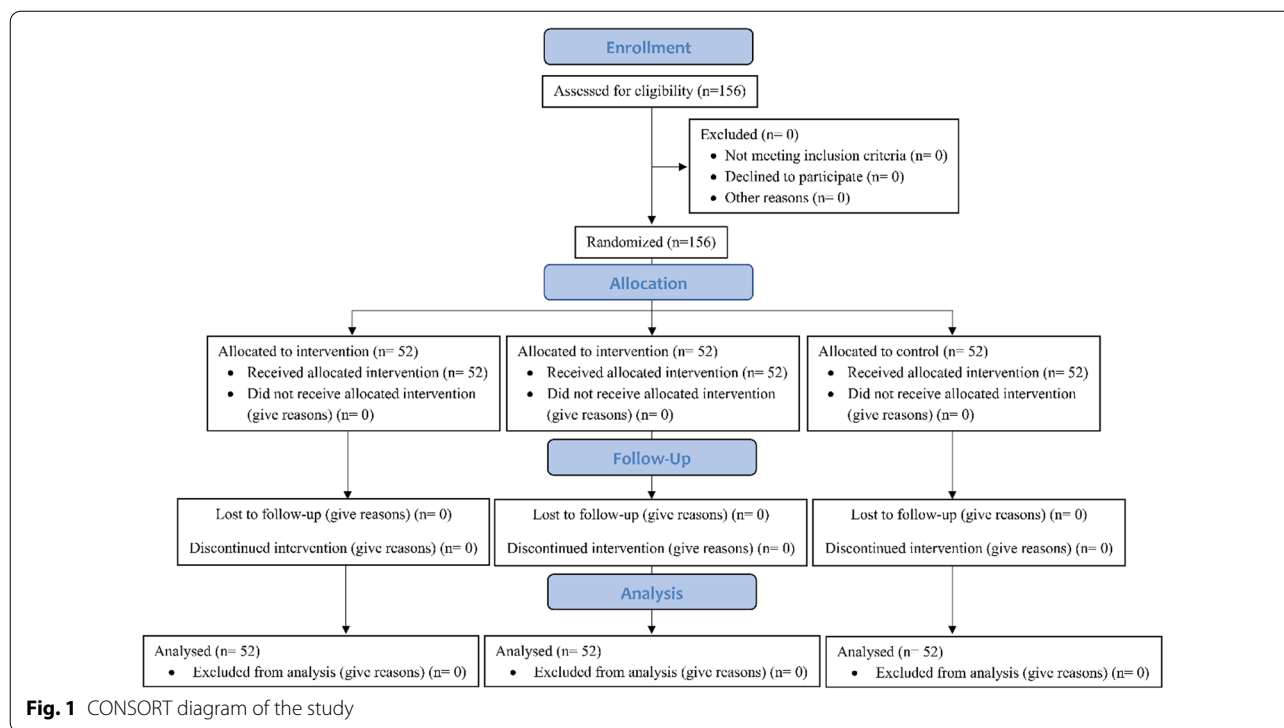 Enrollment
Assessed for eligibility (n=156)
Excluded (n= 0)
• Not meeting inclusion criteria (n= 0)
• Declined to participate (n= 0)
• Other reasons (n= 0)
Randomized (n=156)
Allocation
Allocated to intervention (n= 52)
• Received allocated intervention (n= 52)
• Did not receive allocated intervention
(give reasons) (n= 0)
Allocated to intervention (n= 52)
• Received allocated intervention (n= 52)
• Did not receive allocated intervention
(give reasons) (n= 0)
Allocated to control (n= 52)
• Received allocated intervention (n= 52)
• Did not receive allocated intervention
(give reasons) (n= 0)
Follow-Up
Lost to follow-up (give reasons) (n= 0)
Discontinued intervention (give reasons) (n= 0)
Lost to follow-up (give reasons) (n= 0)
Discontinued intervention (give reasons) (n= 0)
Lost to follow-up (give reasons) (n= 0)
Discontinued intervention (give reasons) (n= 0)
Analysis
Analysed (n= 52)
• Excluded from analysis (give reasons) (n= 0)
Analysed (n= 52)
• Excluded from analysis (give reasons) (n= 0)
Analysed (n= 52)
• Excluded from analysis (give reasons) (n= 0)
Fig. 1 CONSORT diagram of the study